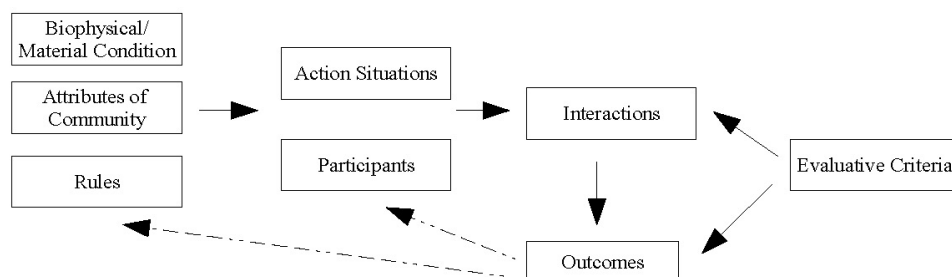 Biophysical/
Material Condition
Attributes of
Community
Rules
Action Situations
Participants
Interactions
Outcomes
Evaluative Criteria